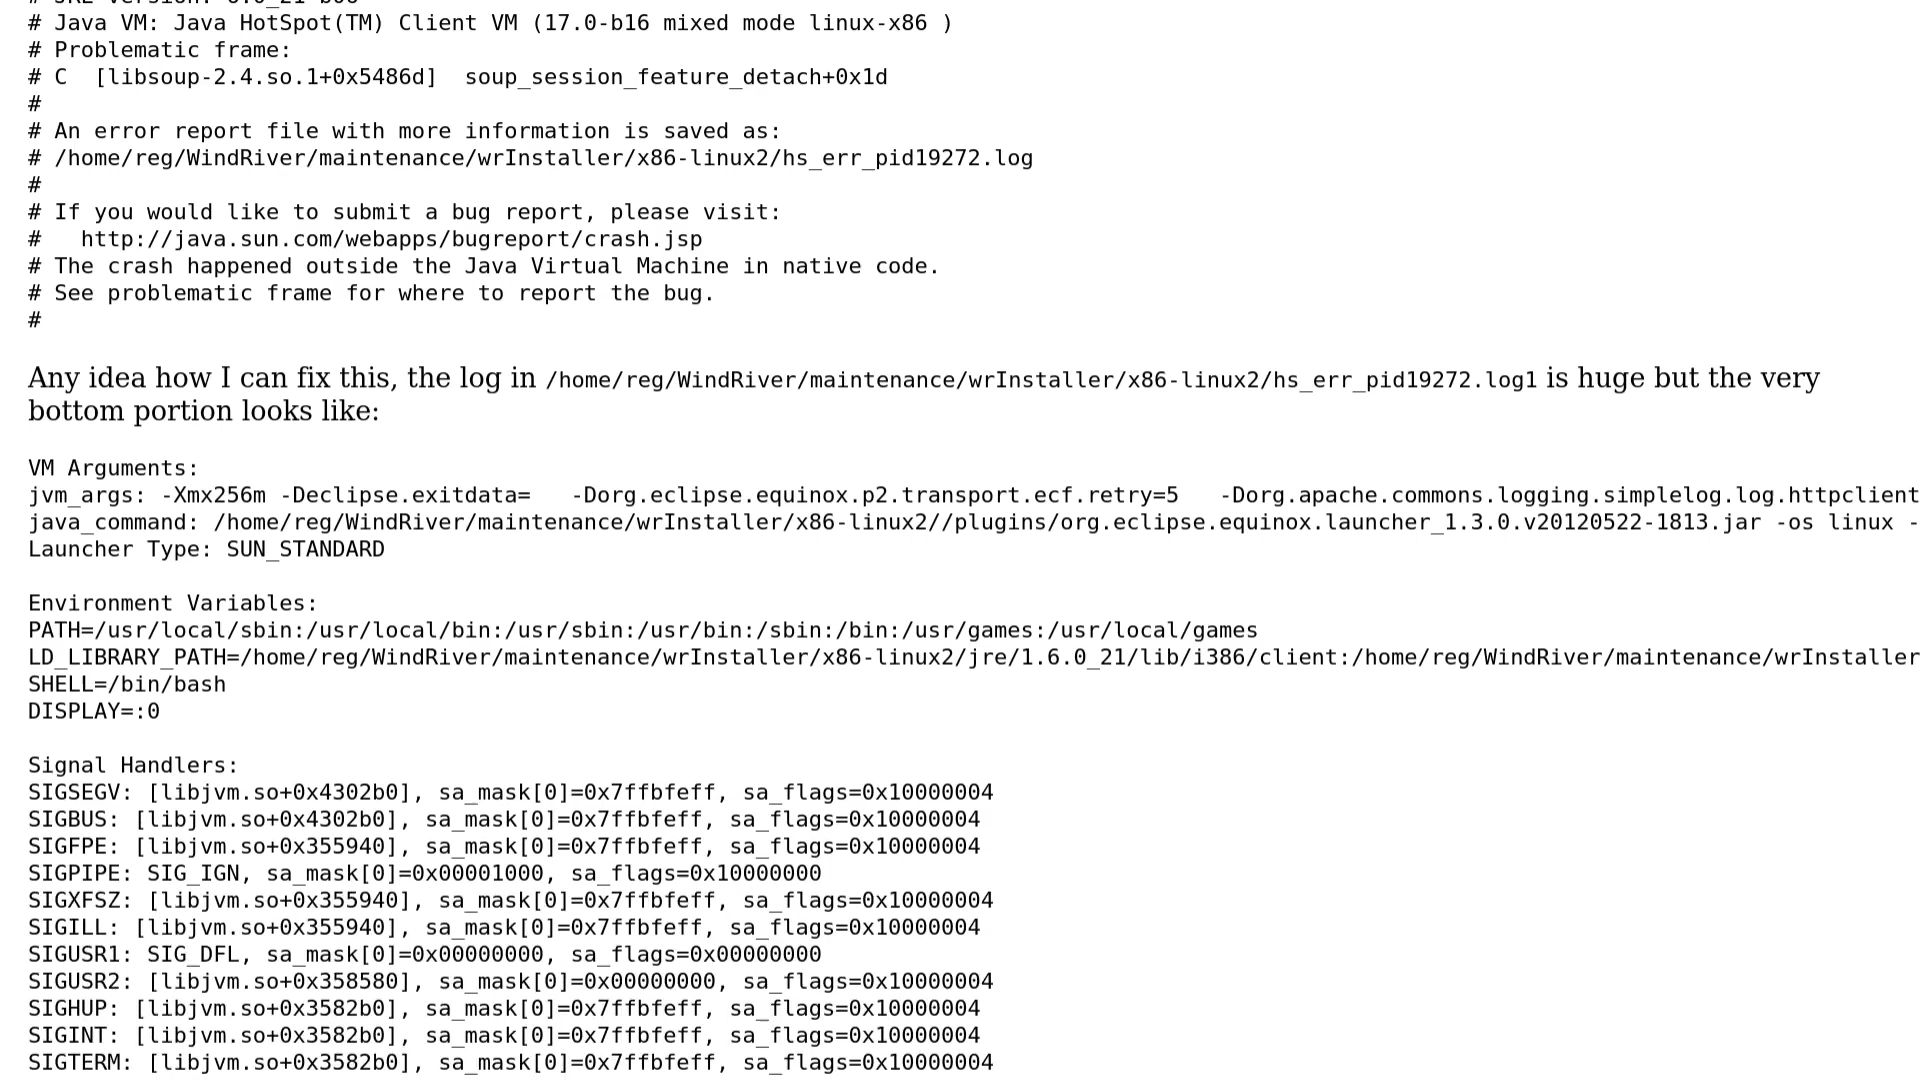 # JRE version: 6.0_21-b06
# Java VM: Java HotSpot(TM) Client VM (17.0-b16 mixed mode linux-x86 )
# Problematic frame:
# C  [libsoup-2.4.so.1+0x5486d]  soup_session_feature_detach+0x1d
#
# An error report file with more information is saved as:
# /home/reg/WindRiver/maintenance/wrInstaller/x86-linux2/hs_err_pid19272.log
#
# If you would like to submit a bug report, please visit:
#   http://java.sun.com/webapps/bugreport/crash.jsp
# The crash happened outside the Java Virtual Machine in native code.
# See problematic frame for where to report the bug.
#
Any idea how I can fix this, the log in /home/reg/WindRiver/maintenance/wrInstaller/x86-linux2/hs_err_pid19272.log1 is huge but the very
bottom portion looks like:
VM Arguments:
jvm_args: -Xmx256m -Declipse.exitdata=   -Dorg.eclipse.equinox.p2.transport.ecf.retry=5   -Dorg.apache.commons.logging.simplelog.log.httpclient
java_command: /home/reg/WindRiver/maintenance/wrInstaller/x86-linux2//plugins/org.eclipse.equinox.launcher_1.3.0.v20120522-1813.jar -os linux -
Launcher Type: SUN_STANDARD
Environment Variables:
PATH=/usr/local/sbin:/usr/local/bin:/usr/sbin:/usr/bin:/sbin:/bin:/usr/games:/usr/local/games
LD_LIBRARY_PATH=/home/reg/WindRiver/maintenance/wrInstaller/x86-linux2/jre/1.6.0_21/lib/i386/client:/home/reg/WindRiver/maintenance/wrInstaller
SHELL=/bin/bash
DISPLAY=:0
Signal Handlers:
SIGSEGV: [libjvm.so+0x4302b0], sa_mask[0]=0x7ffbfeff, sa_flags=0x10000004
SIGBUS: [libjvm.so+0x4302b0], sa_mask[0]=0x7ffbfeff, sa_flags=0x10000004
SIGFPE: [libjvm.so+0x355940], sa_mask[0]=0x7ffbfeff, sa_flags=0x10000004
SIGPIPE: SIG_IGN, sa_mask[0]=0x00001000, sa_flags=0x10000000
SIGXFSZ: [libjvm.so+0x355940], sa_mask[0]=0x7ffbfeff, sa_flags=0x10000004
SIGILL: [libjvm.so+0x355940], sa_mask[0]=0x7ffbfeff, sa_flags=0x10000004
SIGUSR1: SIG_DFL, sa_mask[0]=0x00000000, sa_flags=0x00000000
SIGUSR2: [libjvm.so+0x358580], sa_mask[0]=0x00000000, sa_flags=0x10000004
SIGHUP: [libjvm.so+0x3582b0], sa_mask[0]=0x7ffbfeff, sa_flags=0x10000004
SIGINT: [libjvm.so+0x3582b0], sa_mask[0]=0x7ffbfeff, sa_flags=0x10000004
SIGTERM: [libjvm.so+0x3582b0], sa_mask[0]=0x7ffbfeff, sa_flags=0x10000004